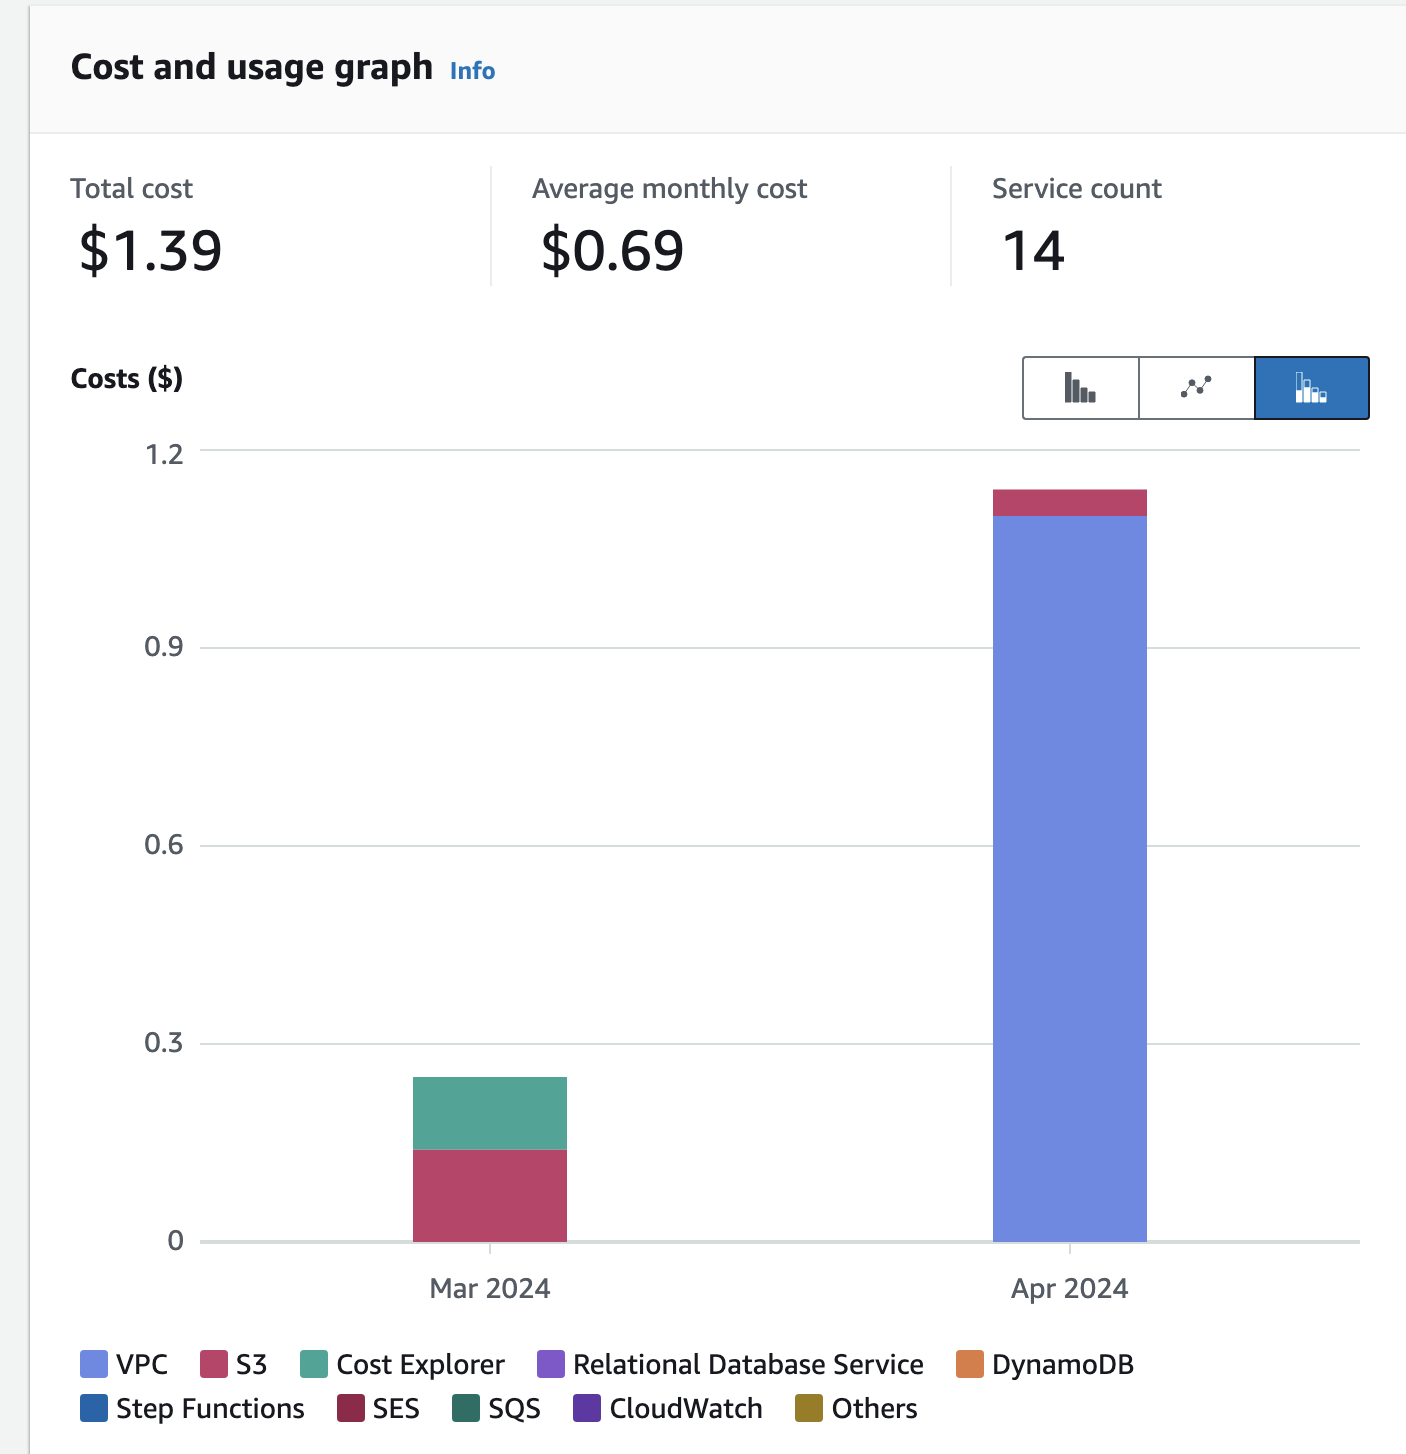 Cost and usage graph Info
Total cost Average monthly cost Service count
$1.39 $0.69 14
Costs ($)
1.2
0.9
0.6
0.3
0
Mar 2024 Apr 2024
VPC S3 Cost Explorer Relational Database Service DynamoDB
Step Functions SES SQS CloudWatch Others